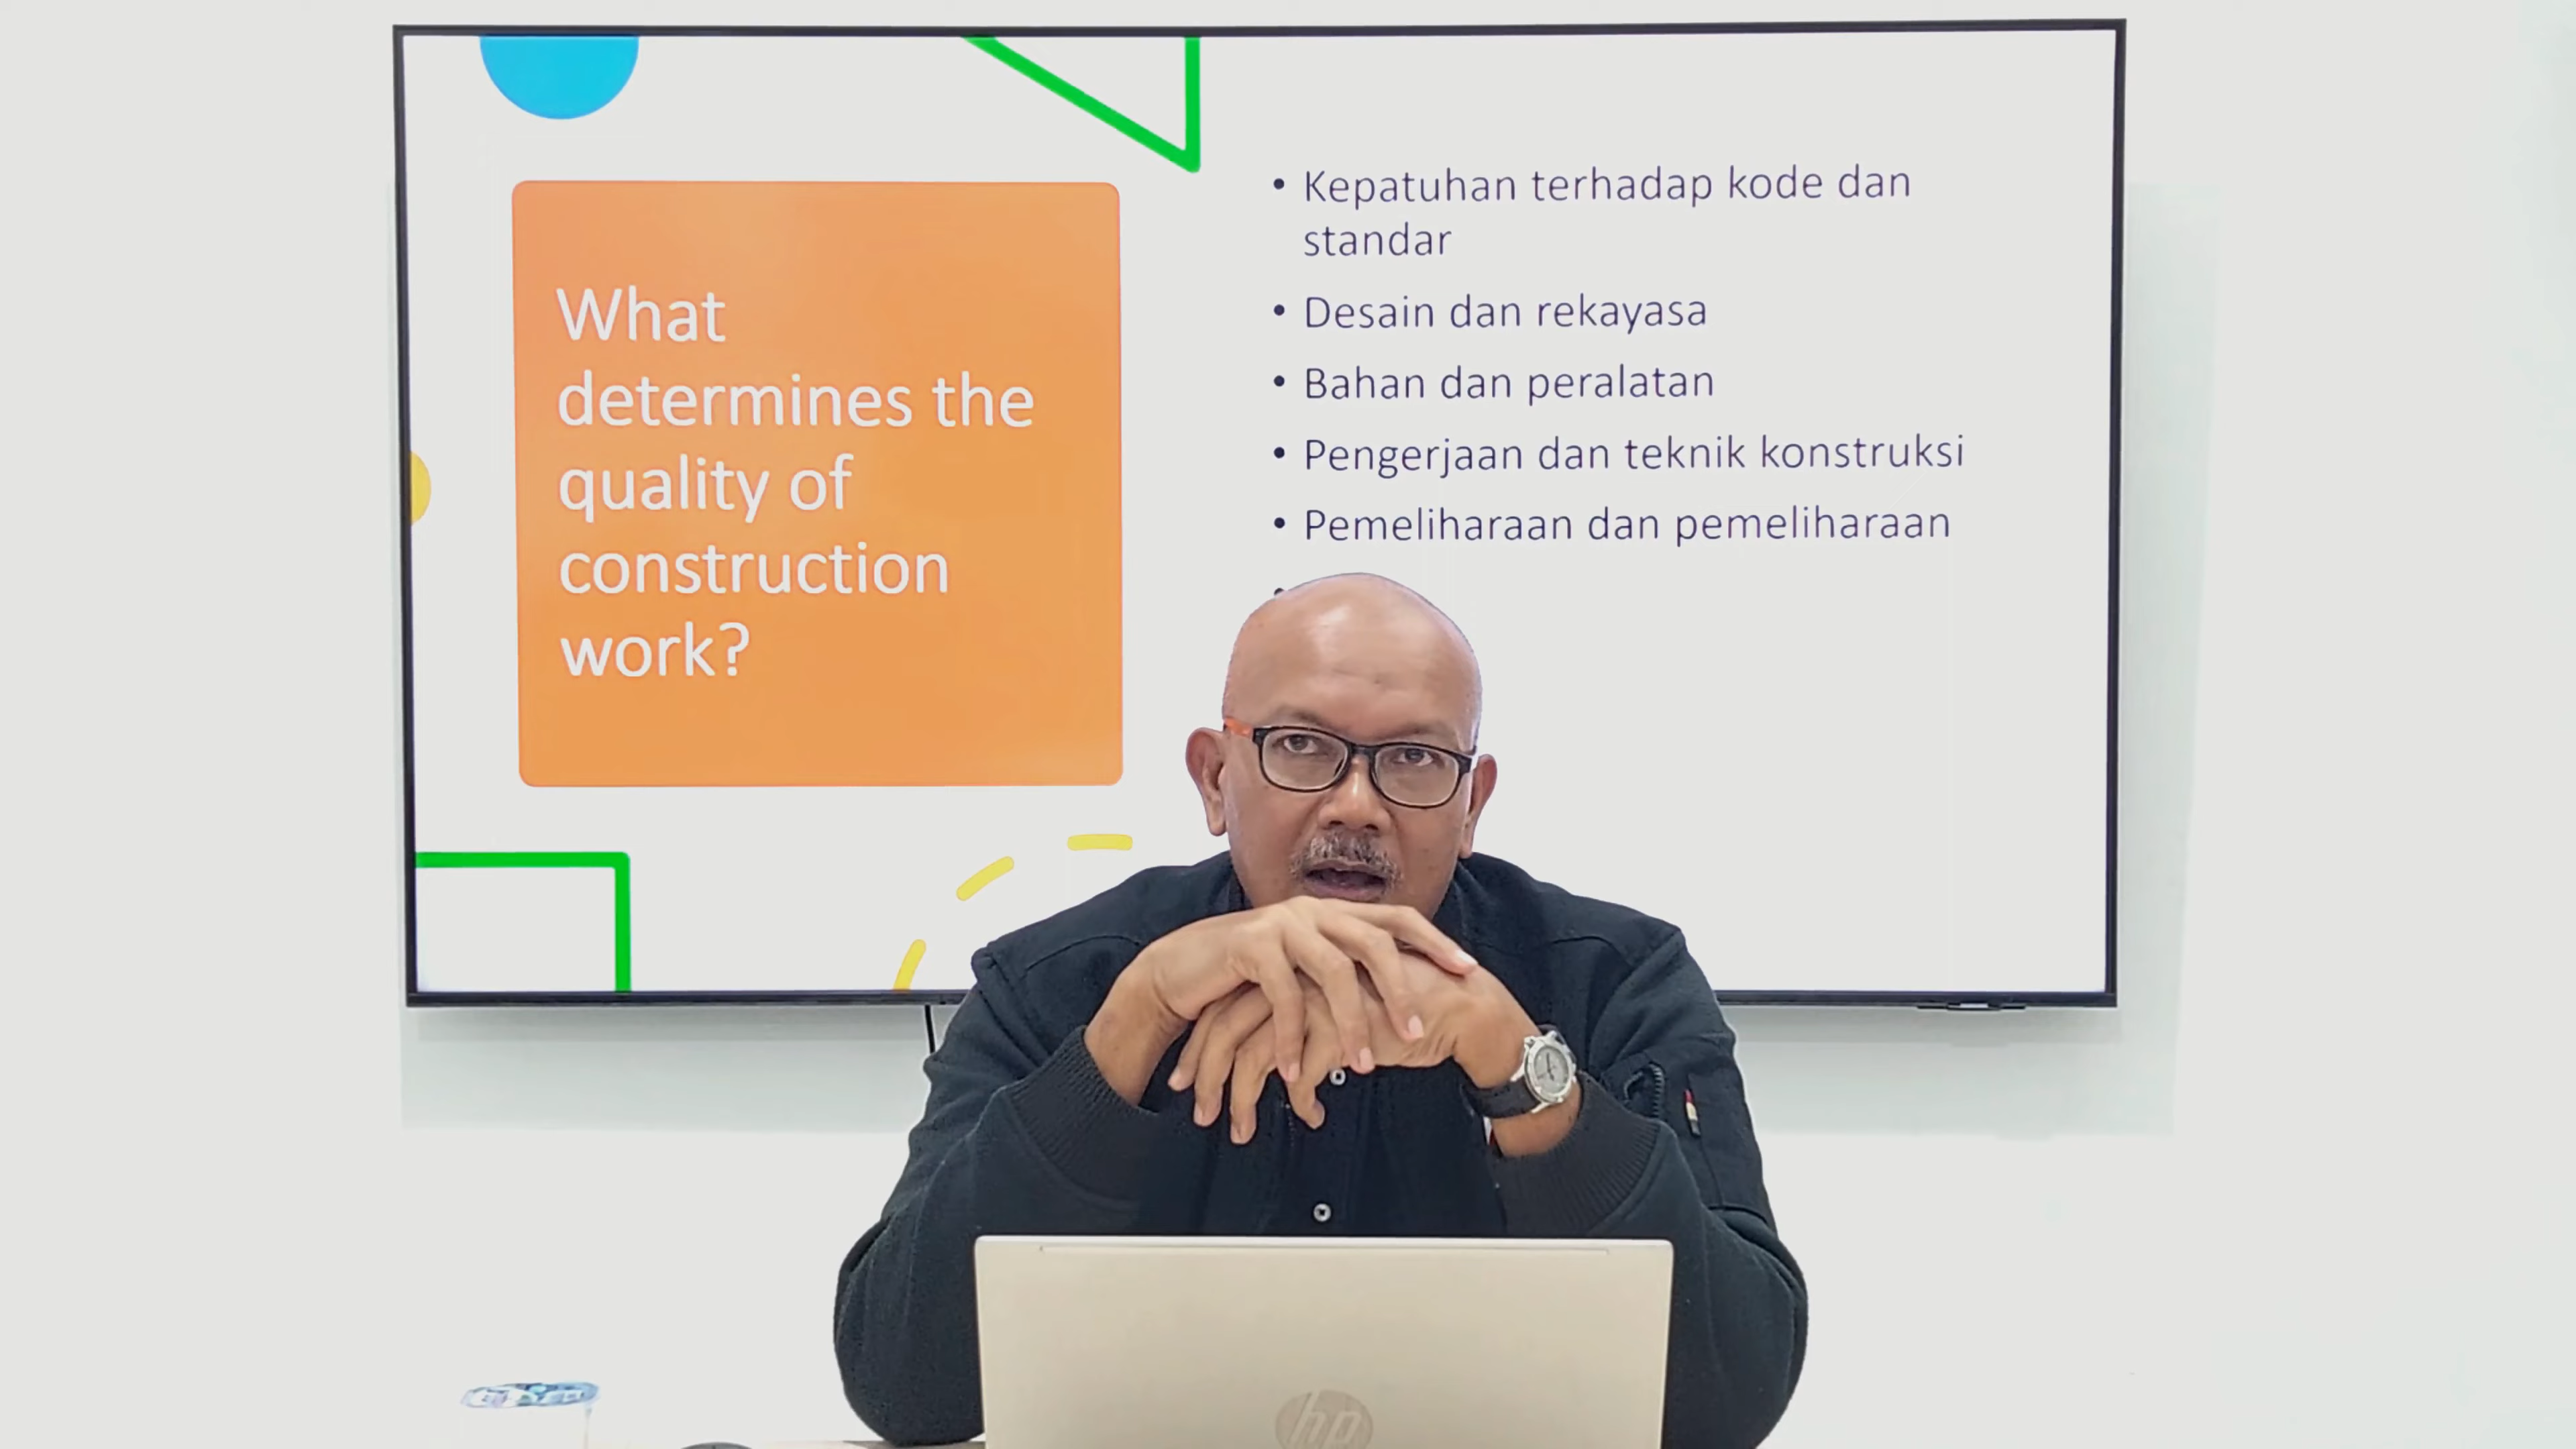 What
determines the
quality of
construction
work?
• Kepatuhan terhadap kode dan
standar
• Desain dan rekayasa
• Bahan dan peralatan
• Pengerjaan dan teknik konstruksi
• Pemeliharaan dan pemeliharaan
•
hp